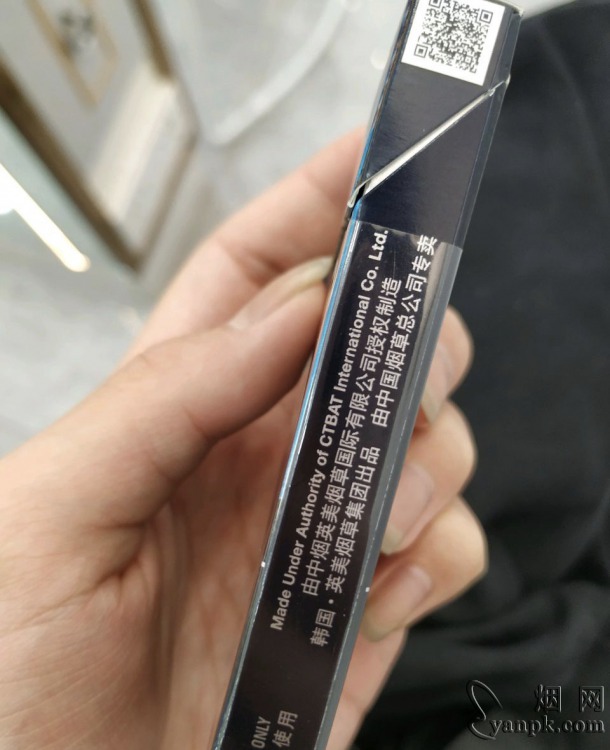 Made Under Authority of CTBAT International Co. Ltd.
由中烟英美烟草国际有限公司授权制造
韩国·英美烟草集团出品 由中国烟草总公司专卖
ONLY
使用
烟网
yanpk.com